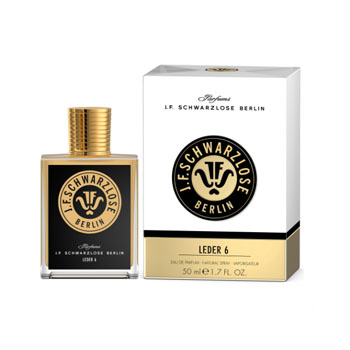 Parfums
J.F. SCHWARZLOSE BERLIN
J.F.SCHWARZLOSE
BERLIN
LEDER 6
EAU DE PARFUM · NATURAL SPRAY · VAPORISATEUR
50 ml e 1.7 FL. OZ.
J.F.SCHWARZLOSE
BERLIN
Parfums
J.F. SCHWARZLOSE BERLIN
LEDER 6